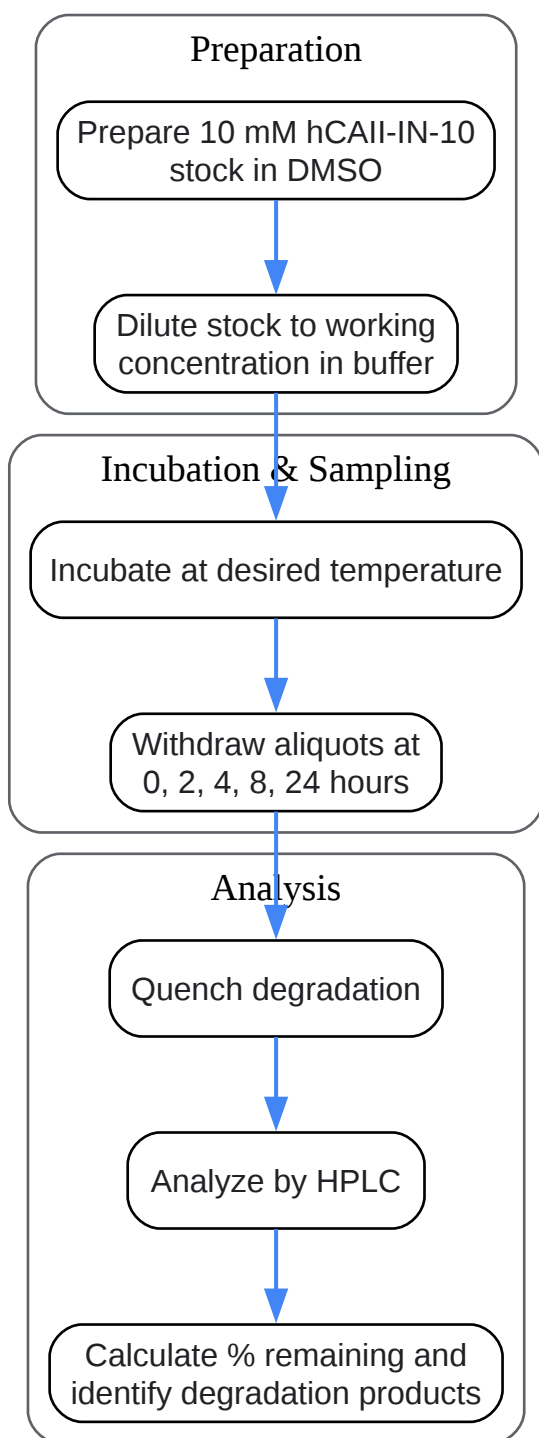 Preparation
Prepare 10 mM hCAII-IN-10
stock in DMSO
Dilute stock to working
concentration in buffer
Incubation & Sampling
Incubate at desired temperature
Withdraw aliquots at
0, 2, 4, 8, 24 hours
Analysis
Quench degradation
Analyze by HPLC
Calculate % remaining and
identify degradation products